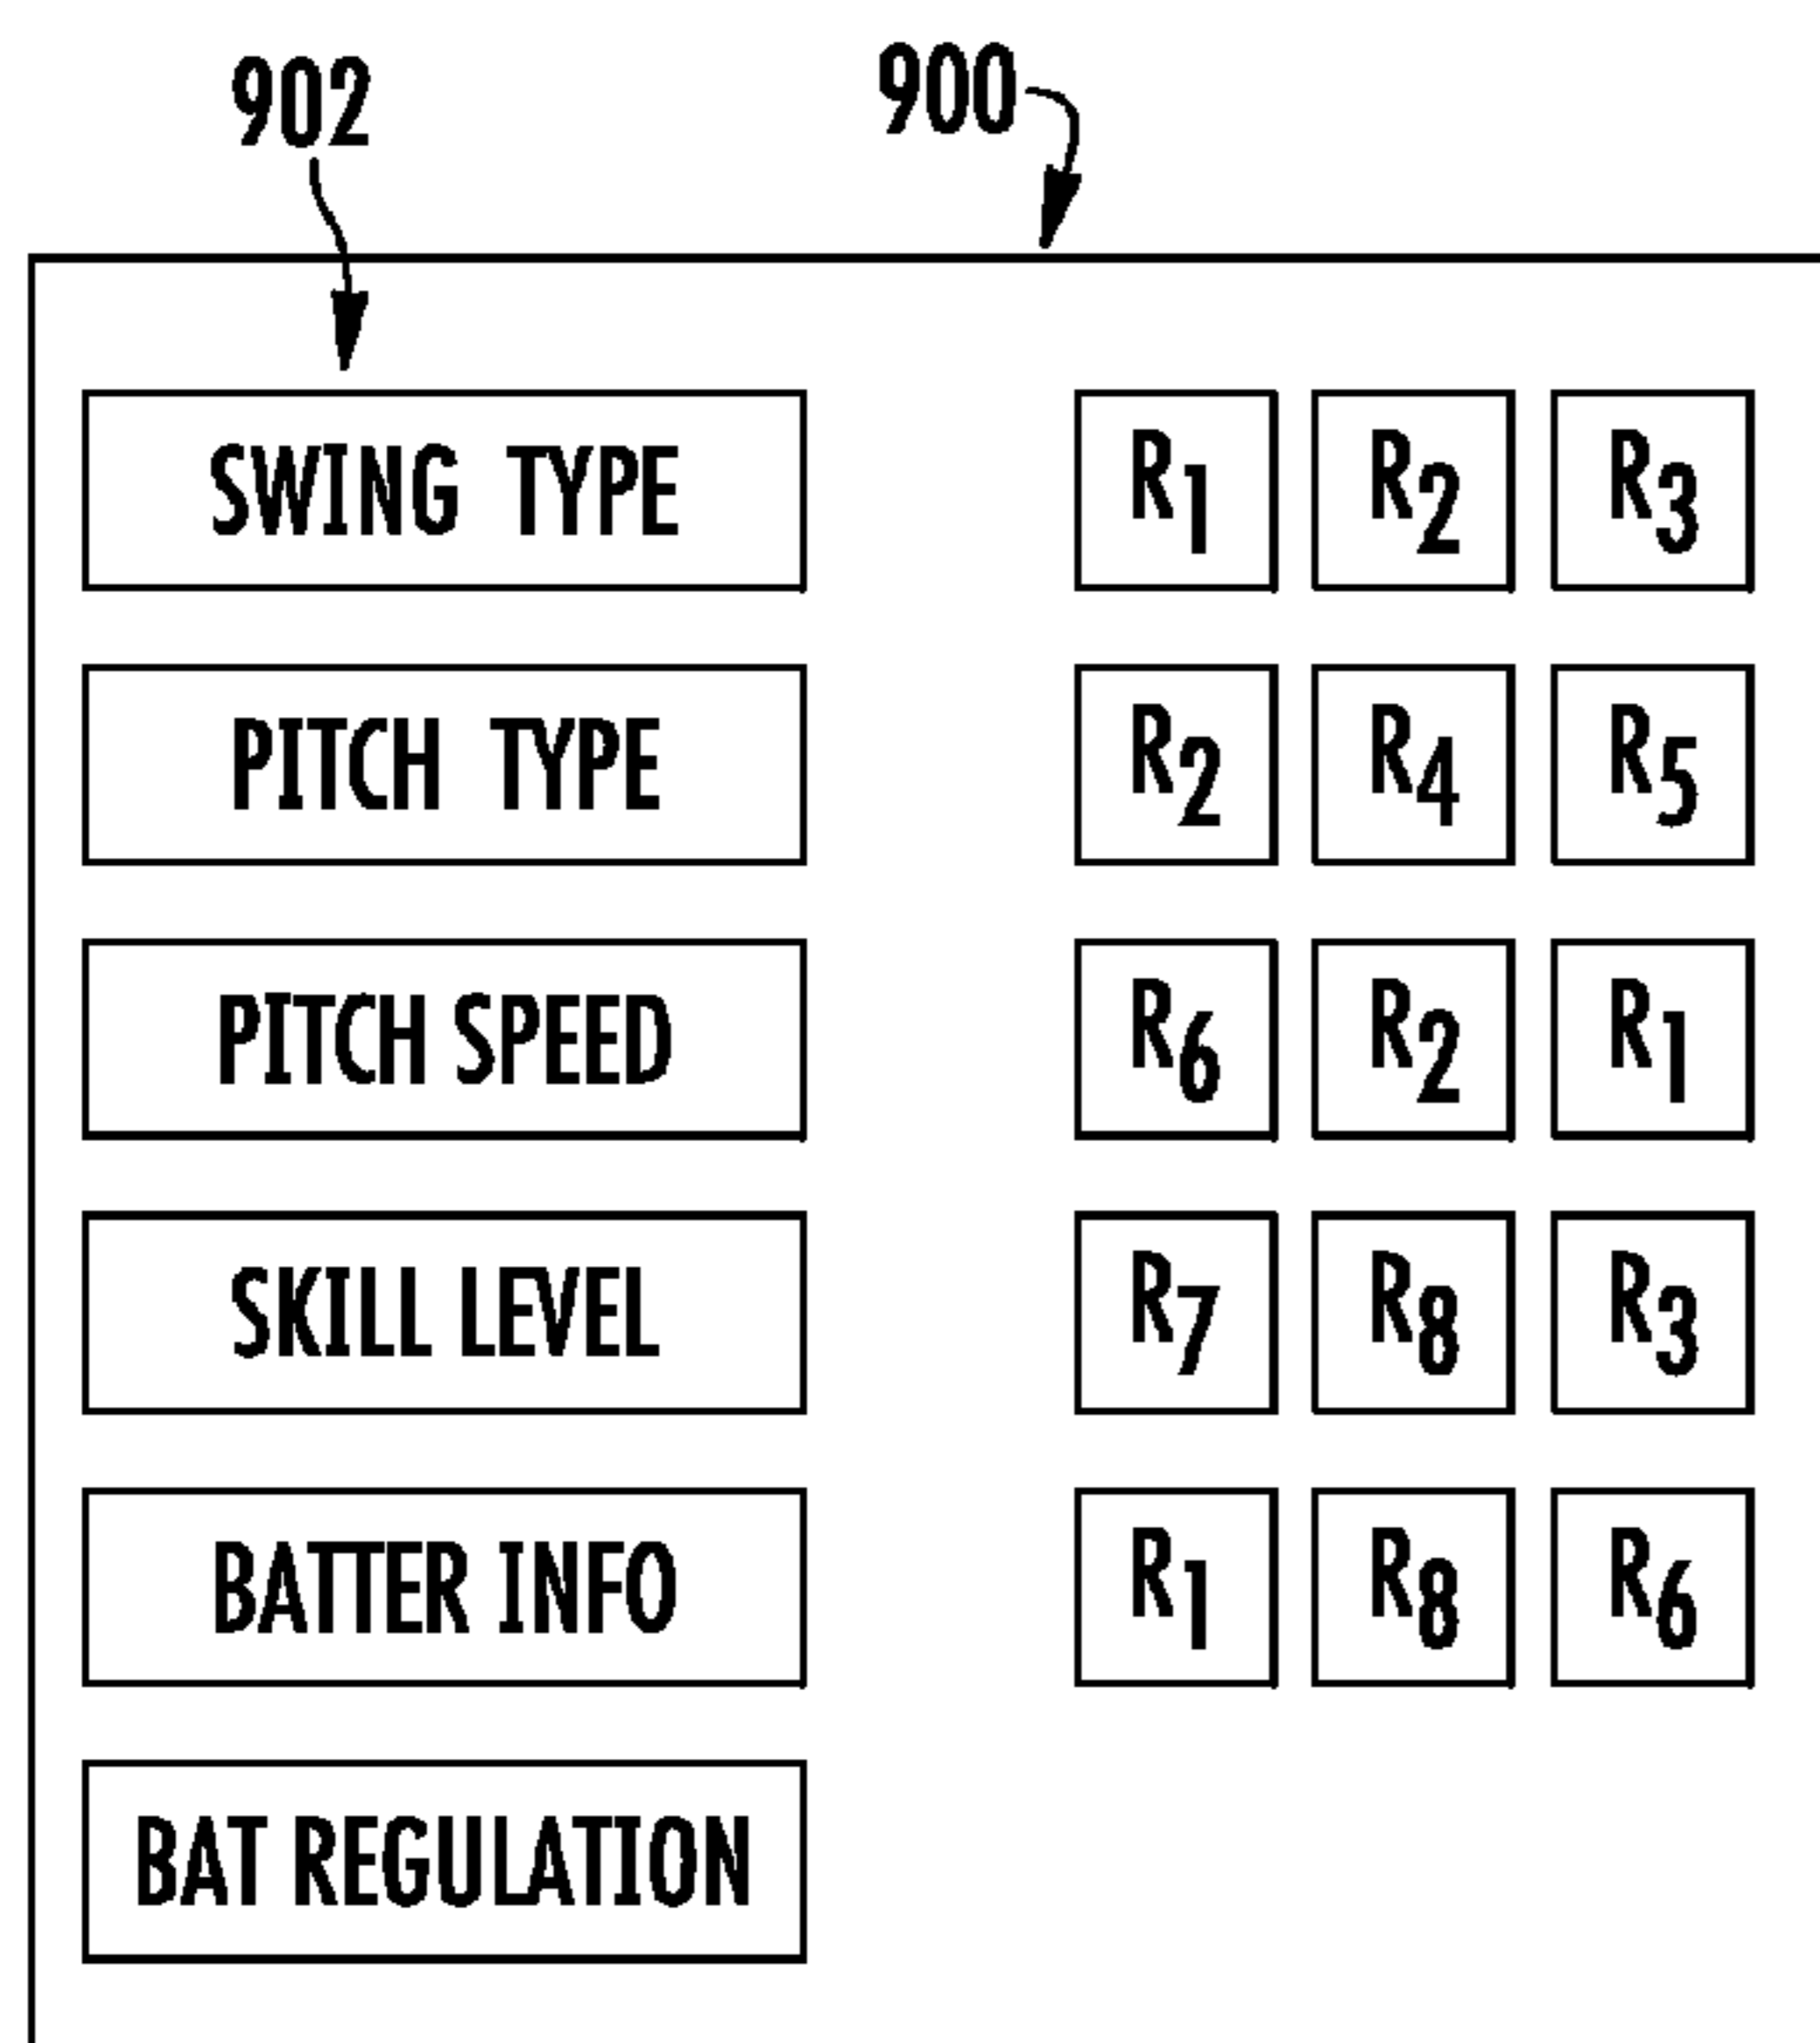 902 900
SWING TYPE R1 R2 R3
PITCH TYPE R2 R4 R5
PITCH SPEED R6 R2 R1
SKILL LEVEL R7 R8 R3
BATTER INFO R1 R8 R6
BAT REGULATION